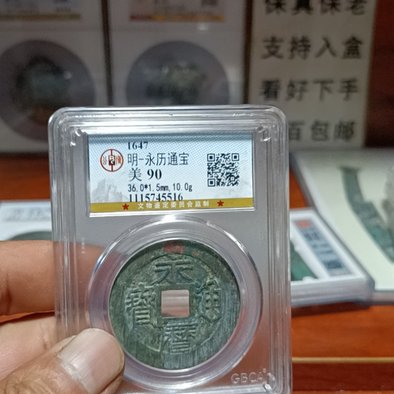 保真保老
支持入盒
看好下手
包邮
1647
明-永历通宝
美 90
36.0*1.5mm, 10.0g
1115745516
★ 文物鉴定委员会监制 ★
永曆通寶